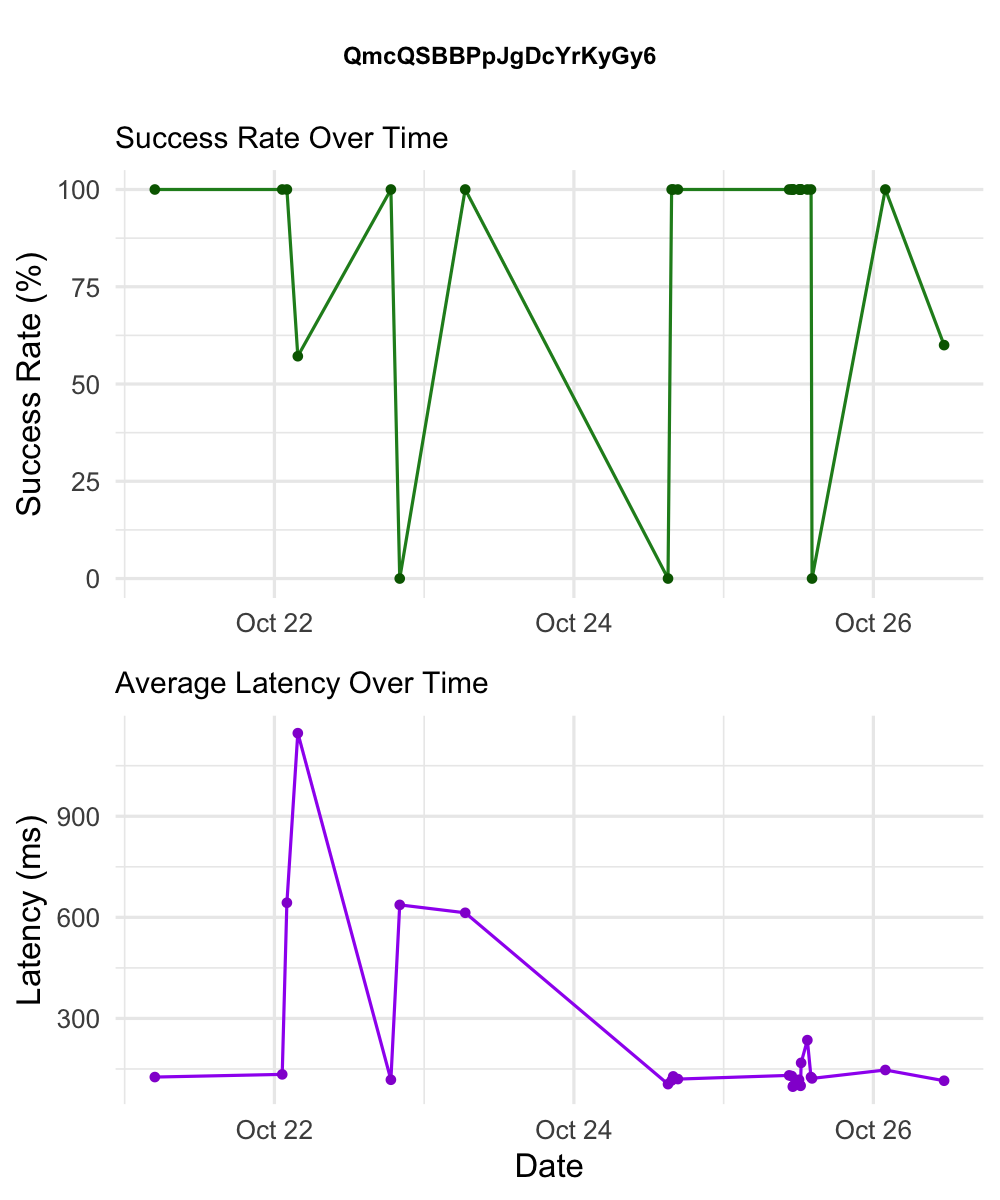 QmcQSBBPpJgDcYrKyGy6
Success Rate Over Time
100
75
50
25
0
Success Rate (%)
Oct 22 Oct 24 Oct 26
Average Latency Over Time
900
600
300
Latency (ms)
Oct 22 Oct 24 Oct 26
Date